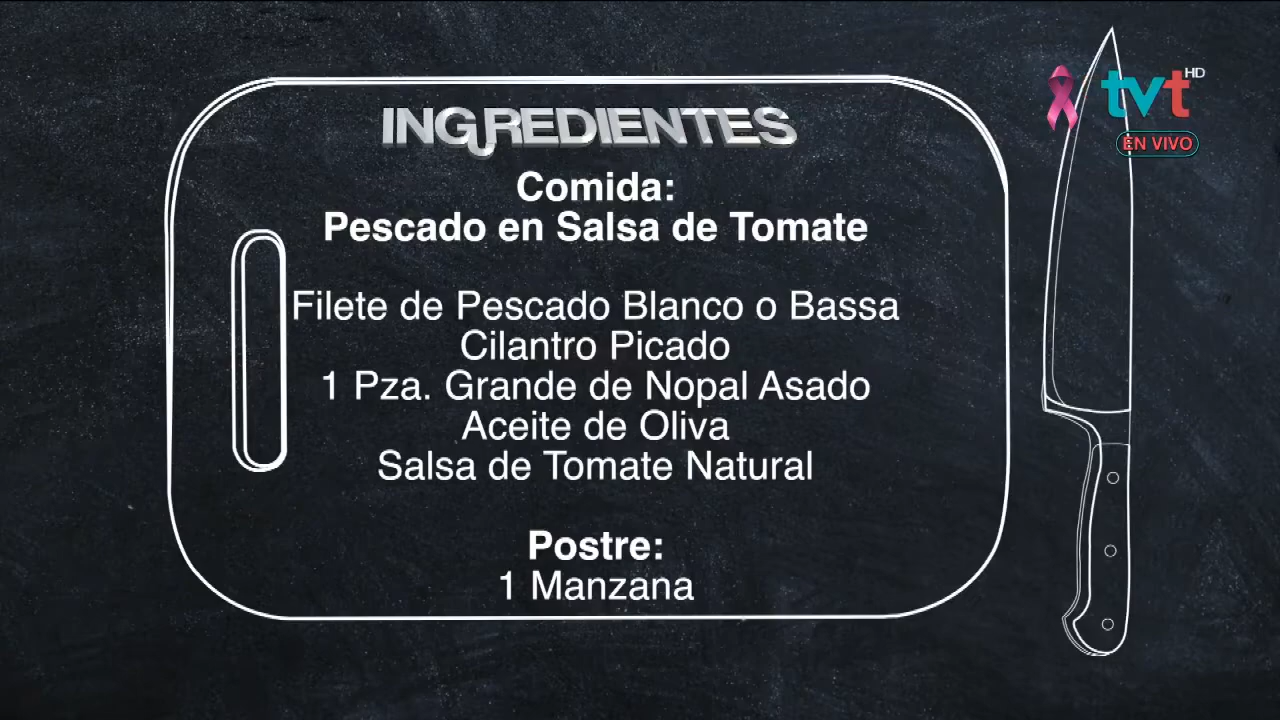 INGREDIENTES
Comida:
Pescado en Salsa de Tomate
Filete de Pescado Blanco o Bassa
Cilantro Picado
1 Pza. Grande de Nopal Asado
Aceite de Oliva
Salsa de Tomate Natural
Postre:
1 Manzana
tvt HD
EN VIVO